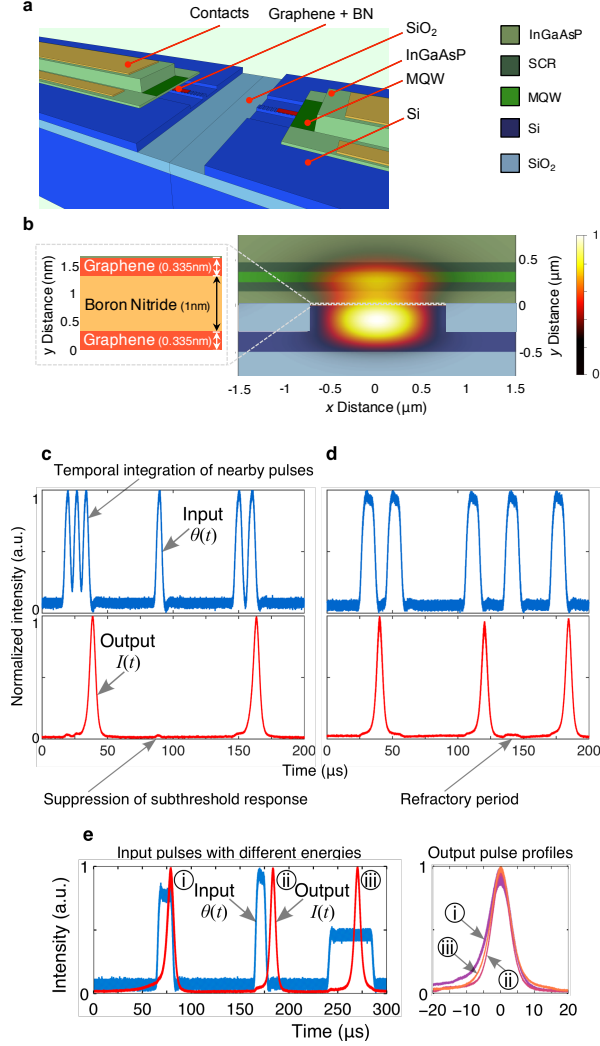 a
Contacts
Graphene + BN
SiO2
InGaAsP
MQW
Si
InGaAsP
SCR
MQW
Si
SiO2
b
y Distance (nm)
1.5
1
0.5
0
Graphene (0.335nm)
Boron Nitride (1nm)
Graphene (0.335nm)
0.5
0
-0.5
y Distance (µm)
1
0
-1.5
-1
-0.5
0
0.5
1
1.5
x Distance (µm)
c
d
Temporal integration of nearby pulses
Normalized intensity (a.u.)
1
0
Input
θ(t)
1
0
Output
I(t)
0 50 100 150 200
0 50 100 150 200
Time (µs)
Suppression of subthreshold response
Refractory period
e
Input pulses with different energies
Output pulse profiles
Intensity (a.u.)
1
0
i
ii
iii
Input
θ(t)
Output
I(t)
0 50 100 150 200 250 300
Time (µs)
1
0
i
iii
ii
−20 −10 0 10 20